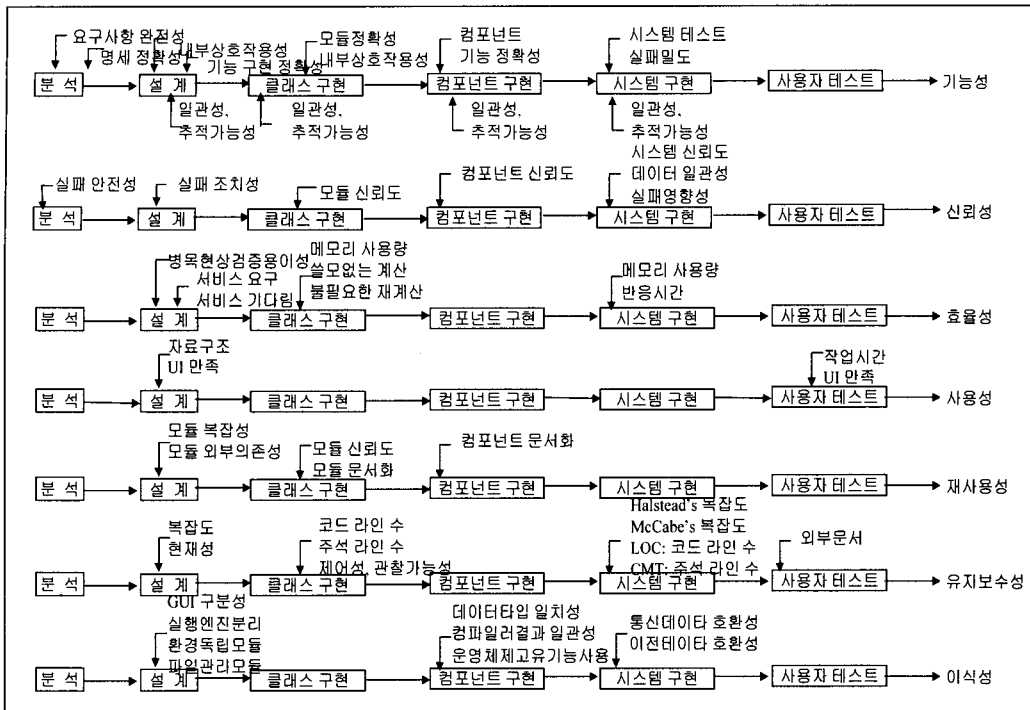 요구사항 완전성
명세 정확성
내부상호작용성
기능 구현 정확성
모듈정확성
내부상호작용성
컴포넌트
기능 정확성
시스템 테스트
실패밀도
분 석
설 계
클래스 구현
컴포넌트 구현
시스템 구현
사용자 테스트
기능성
일관성,
추적가능성
일관성,
추적가능성
일관성,
추적가능성
일관성,
추적가능성
실패 안전성
실패 조치성
모듈 신뢰도
컴포넌트 신뢰도
시스템 신뢰도
데이터 일관성
실패영향성
분 석
설 계
클래스 구현
컴포넌트 구현
시스템 구현
사용자 테스트
신뢰성
병목현상검증용이성
서비스 요구
서비스 기다림
메모리 사용량
쓸모없는 계산
불필요한 재계산
메모리 사용량
반응시간
분 석
설 계
클래스 구현
컴포넌트 구현
시스템 구현
사용자 테스트
효율성
자료구조
UI 만족
작업시간
UI 만족
분 석
설 계
클래스 구현
컴포넌트 구현
시스템 구현
사용자 테스트
사용성
모듈 복잡성
모듈 외부의존성
모듈 신뢰도
모듈 문서화
컴포넌트 문서화
분 석
설 계
클래스 구현
컴포넌트 구현
시스템 구현
사용자 테스트
재사용성
복잡도
현재성
코드 라인 수
주석 라인 수
제어성, 관찰가능성
Halstead's 복잡도
McCabe's 복잡도
LOC: 코드 라인 수
CMT: 주석 라인 수
외부문서
분 석
설 계
클래스 구현
컴포넌트 구현
시스템 구현
사용자 테스트
유지보수성
GUI 구분성
실행엔진분리
환경독립모듈
파일관리모듈
데이터타입 일치성
컴파일러결과 일관성
운영체제고유기능사용
통신데이타 호환성
이전데이타 호환성
분 석
설 계
클래스 구현
컴포넌트 구현
시스템 구현
사용자 테스트
이식성